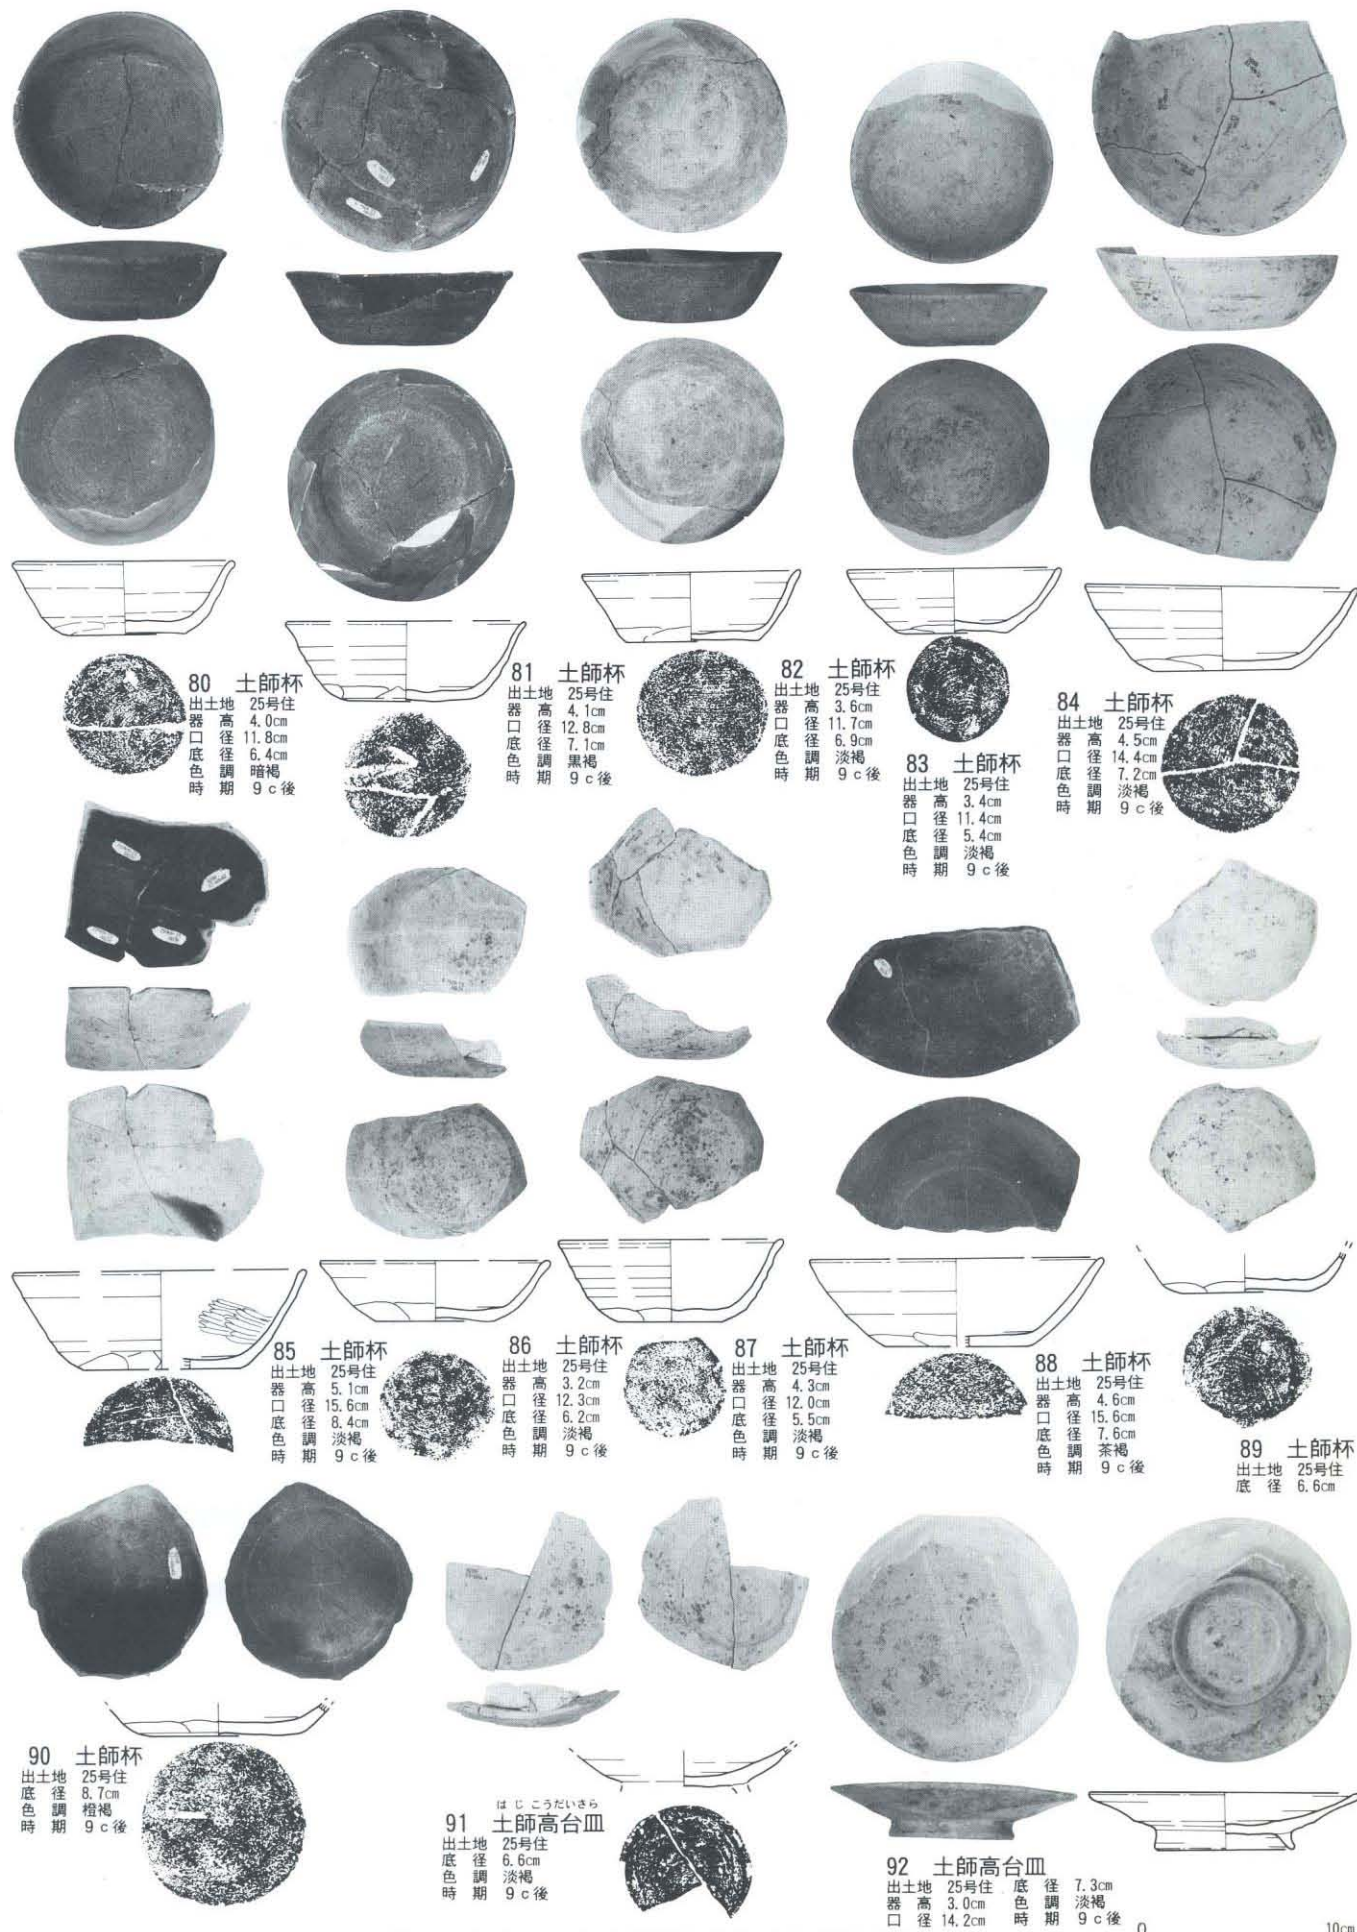 80 土師杯
出土地 25号住
器高 4.0cm
口径 11.8cm
底径 6.4cm
色調 暗褐
時期 9c後
81 土師杯
出土地 25号住
器高 4.1cm
口径 12.8cm
底径 7.1cm
色調 黒褐
時期 9c後
82 土師杯
出土地 25号住
器高 3.6cm
口径 11.7cm
底径 6.9cm
色調 淡褐
時期 9c後
83 土師杯
出土地 25号住
器高 3.4cm
口径 11.4cm
底径 5.4cm
色調 淡褐
時期 9c後
84 土師杯
出土地 25号住
器高 4.5cm
口径 14.4cm
底径 7.2cm
色調 淡褐
時期 9c後
85 土師杯
出土地 25号住
器高 5.1cm
口径 15.6cm
底径 8.4cm
色調 淡褐
時期 9c後
86 土師杯
出土地 25号住
器高 3.2cm
口径 12.3cm
底径 6.2cm
色調 淡褐
時期 9c後
87 土師杯
出土地 25号住
器高 4.3cm
口径 12.0cm
底径 5.5cm
色調 淡褐
時期 9c後
88 土師杯
出土地 25号住
器高 4.6cm
口径 15.6cm
底径 7.6cm
色調 茶褐
時期 9c後
89 土師杯
出土地 25号住
底径 6.6cm
90 土師杯
出土地 25号住
底径 8.7cm
色調 橙褐
時期 9c後
はじこうだいさら
91 土師高台皿
出土地 25号住
底径 6.6cm
色調 淡褐
時期 9c後
92 土師高台皿
出土地 25号住 底径 7.3cm
器高 3.0cm 色調 淡褐
口径 14.2cm 時期 9c後
0 10cm